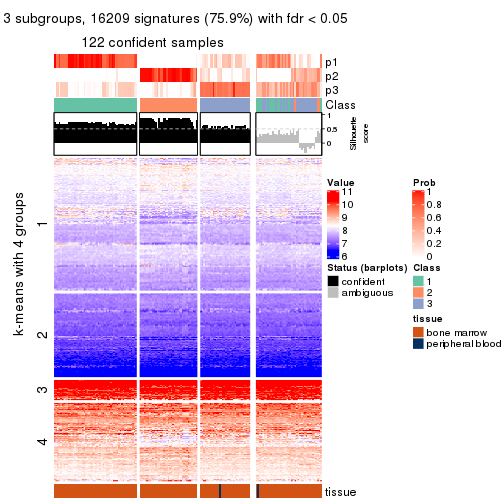 3 subgroups, 16209 signatures (75.9%) with fdr < 0.05
122 confident samples
p1
p2
p3
Class
1
0.5
0
Silhouette
score
k-means with 4 groups
1
2
3
4
tissue
Value
11
10
9
8
7
6
Prob
1
0.8
0.6
0.4
0.2
0
Status (barplots)
confident
ambiguous
Class
1
2
3
tissue
bone marrow
peripheral blood